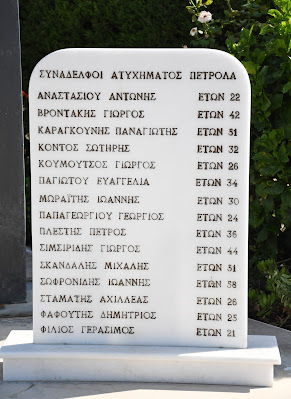 ΣΥΝΑΔΕΛΦΟΙ ΑΤΥΧΗΜΑΤΟΣ ΠΕΤΡΟΛΑ
ΑΝΑΣΤΑΣΙΟΥ ΑΝΤΩΝΗΣ ΕΤΩΝ 22
ΒΡΟΝΤΑΚΗΣ ΓΙΩΡΓΟΣ ΕΤΩΝ 42
ΚΑΡΑΓΚΟΥΝΗΣ ΠΑΝΑΓΙΩΤΗΣ ΕΤΩΝ 51
ΚΟΝΤΟΣ ΣΩΤΗΡΗΣ ΕΤΩΝ 32
ΚΟΥΜΟΥΤΣΟΣ ΓΙΩΡΓΟΣ ΕΤΩΝ 26
ΠΑΓΙΩΤΟΥ ΕΥΑΓΓΕΛΙΑ ΕΤΩΝ 34
ΜΩΡΑΪΤΗΣ ΙΩΑΝΝΗΣ ΕΤΩΝ 30
ΠΑΠΑΓΕΩΡΓΙΟΥ ΓΕΩΡΓΙΟΣ ΕΤΩΝ 24
ΠΛΕΣΤΗΣ ΠΕΤΡΟΣ ΕΤΩΝ 36
ΣΙΜΣΙΡΙΔΗΣ ΓΙΩΡΓΟΣ ΕΤΩΝ 44
ΣΚΑΝΔΑΛΗΣ ΜΙΧΑΛΗΣ ΕΤΩΝ 31
ΣΩΦΡΟΝΙΔΗΣ ΙΩΑΝΝΗΣ ΕΤΩΝ 38
ΣΤΑΜΑΤΗΣ ΑΧΙΛΛΕΑΣ ΕΤΩΝ 26
ΦΑΦΟΥΤΗΣ ΔΗΜΗΤΡΙΟΣ ΕΤΩΝ 23
ΦΙΛΙΟΣ ΓΕΡΑΣΙΜΟΣ ΕΤΩΝ 21